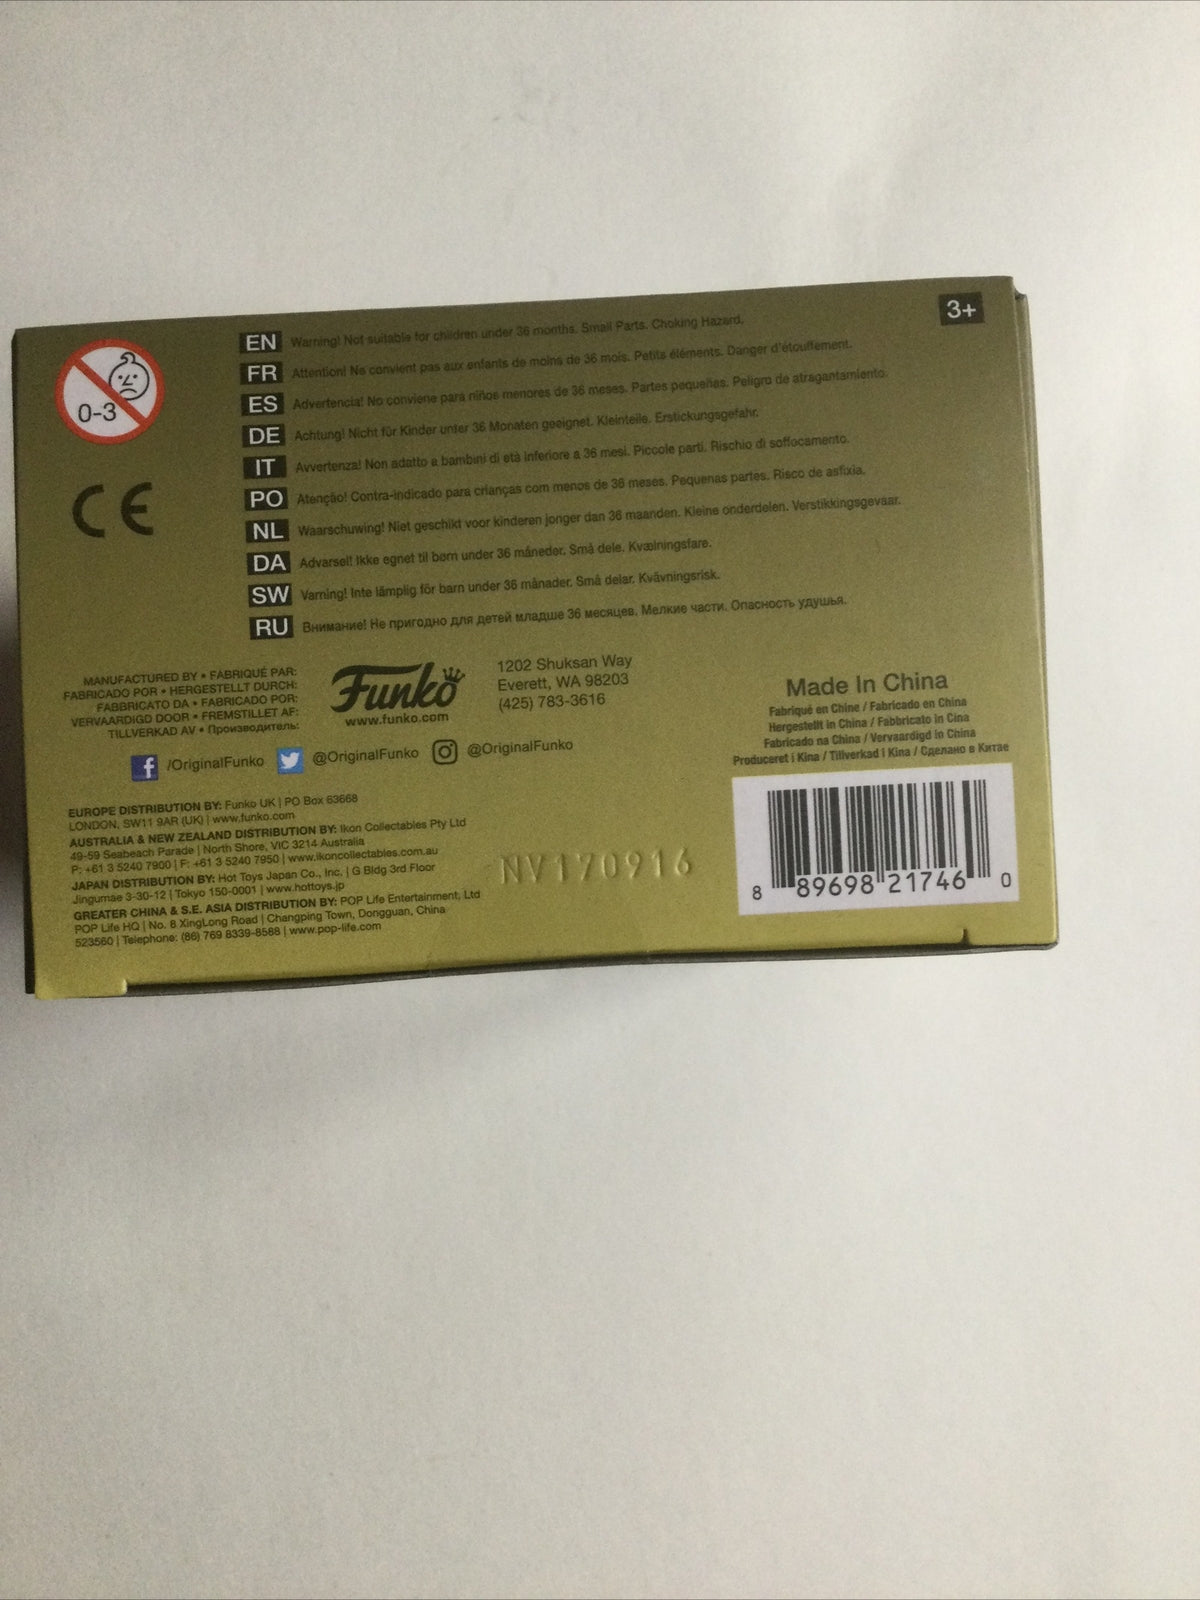 3+
0-3
CE
EN Warning! Not suitable for children under 36 months. Small Parts. Choking Hazard.
FR Attention! Ne convient pas aux enfants de moins de 36 mois. Petits éléments. Danger d'étouffement.
ES Advertencia! No conviene para niños menores de 36 meses. Partes pequeñas. Peligro de atragantamiento.
DE Achtung! Nicht für Kinder unter 36 Monaten geeignet. Kleinteile. Erstickungsgefahr.
IT Avvertenza! Non adatto a bambini di età inferiore a 36 mesi. Piccole parti. Rischio di soffocamento.
PO Atenção! Contra-indicado para crianças com menos de 36 meses. Pequenas partes. Risco de asfixia.
NL Waarschuwing! Niet geschikt voor kinderen jonger dan 36 maanden. Kleine onderdelen. Verstikkingsgevaar.
DA Advarsel! Ikke egnet til børn under 36 måneder. Små dele. Kvælningsfare.
SW Varning! Inte lämplig för barn under 36 månader. Små delar. Kvävningsrisk.
RU Внимание! Не пригодно для детей младше 36 месяцев. Мелкие части. Опасность удушья.
MANUFACTURED BY • FABRIQUÉ PAR:
FABRICADO POR • HERGESTELLT DURCH:
FABBRICATO DA • FABRICADO POR:
VERVAARDIGD DOOR • FREMSTILLET AF:
TILLVERKAD AV • Производитель:
Funko
www.funko.com
1202 Shuksan Way
Everett, WA 98203
(425) 783-3616
/OriginalFunko @OriginalFunko @OriginalFunko
Made In China
Fabriqué en Chine / Fabricado en China
Hergestellt in China / Fabbricato in Cina
Fabricado na China / Vervaardigd in China
Produceret i Kina / Tillverkad i Kina / Сделано в Китае
EUROPE DISTRIBUTION BY: Funko UK | PO Box 63668
LONDON, SW11 9AR (UK) | www.funko.com
AUSTRALIA & NEW ZEALAND DISTRIBUTION BY: Ikon Collectables Pty Ltd
49-59 Seabeach Parade | North Shore, VIC 3214 Australia
P: +61 3 5240 7900 | F: +61 3 5240 7950 | www.ikoncollectables.com.au
JAPAN DISTRIBUTION BY: Hot Toys Japan Co., Inc. | G Bldg 3rd Floor
Jingumae 3-30-12 | Tokyo 150-0001 | www.hottoys.jp
GREATER CHINA & S.E. ASIA DISTRIBUTION BY: POP Life Entertainment, Ltd
POP Life HQ | No. 8 XingLong Road | Changping Town, Dongguan, China
523560 | Telephone: (86) 769 8339-8588 | www.pop-life.com
NV170916
8 89698 21746 0